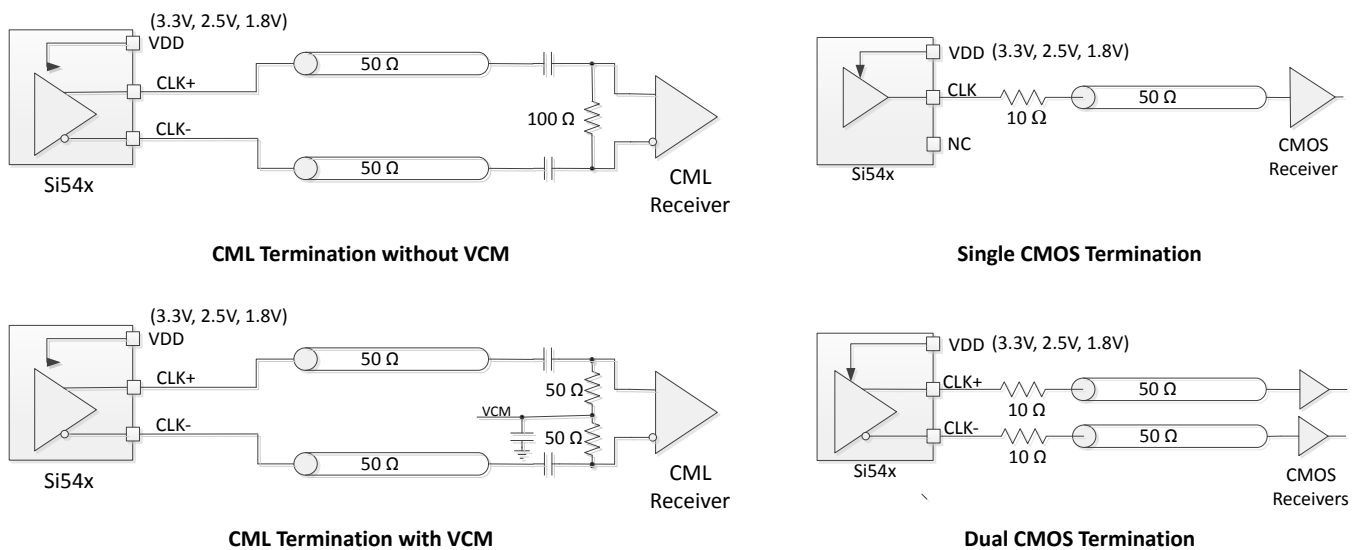 (3.3V, 2.5V, 1.8V)
VDD
CLK+
50 Ω
100 Ω
CLK-
50 Ω
Si54x
CML
Receiver
CML Termination without VCM
VDD (3.3V, 2.5V, 1.8V)
CLK
10 Ω
50 Ω
NC
Si54x
CMOS
Receiver
Single CMOS Termination
(3.3V, 2.5V, 1.8V)
VDD
CLK+
50 Ω
50 Ω
VCM
50 Ω
CLK-
50 Ω
Si54x
CML
Receiver
CML Termination with VCM
VDD (3.3V, 2.5V, 1.8V)
CLK+
10 Ω
50 Ω
CLK-
10 Ω
50 Ω
Si54x
CMOS
Receivers
Dual CMOS Termination